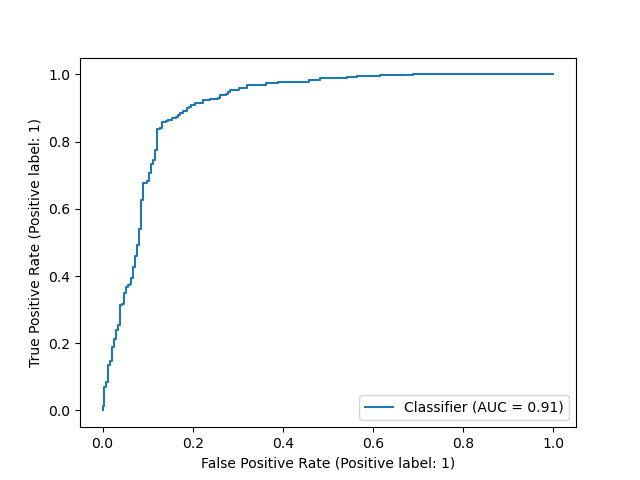 1.0
0.8
0.6
0.4
0.2
0.0
True Positive Rate (Positive label: 1)
Classifier (AUC = 0.91)
0.0 0.2 0.4 0.6 0.8 1.0
False Positive Rate (Positive label: 1)